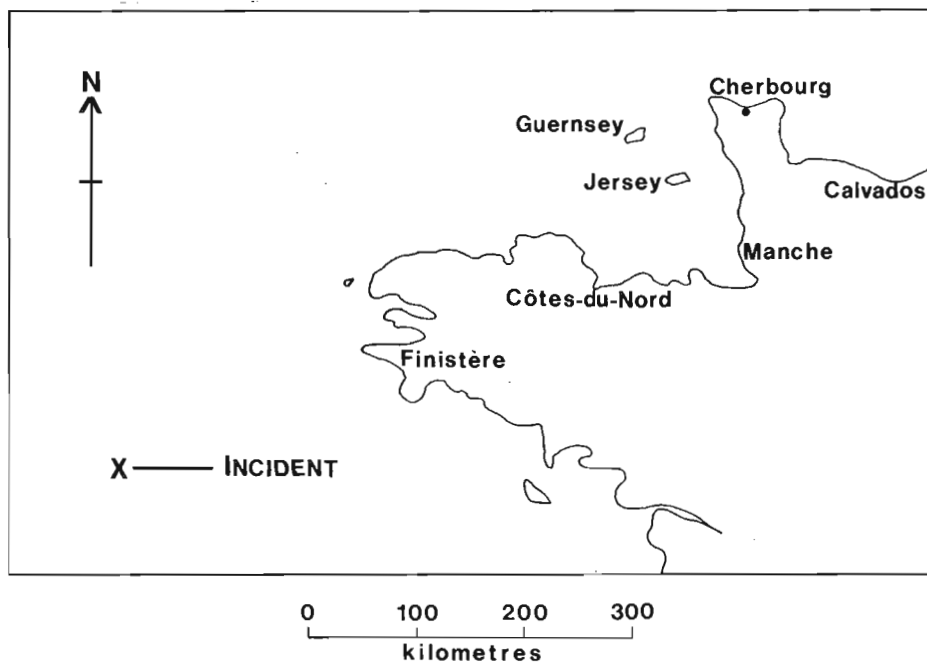 N
Cherbourg
Guernsey
Jersey
Calvados
Manche
Côtes-du-Nord
Finistère
X INCIDENT
0 100 200 300
kilometres